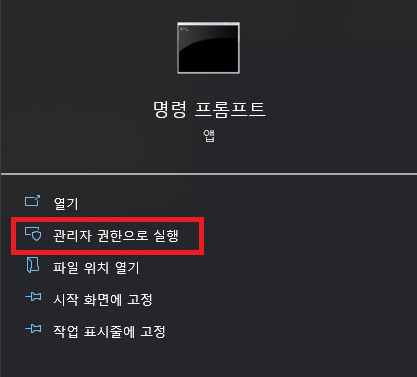 명령 프롬프트
앱
열기
관리자 권한으로 실행
파일 위치 열기
시작 화면에 고정
작업 표시줄에 고정